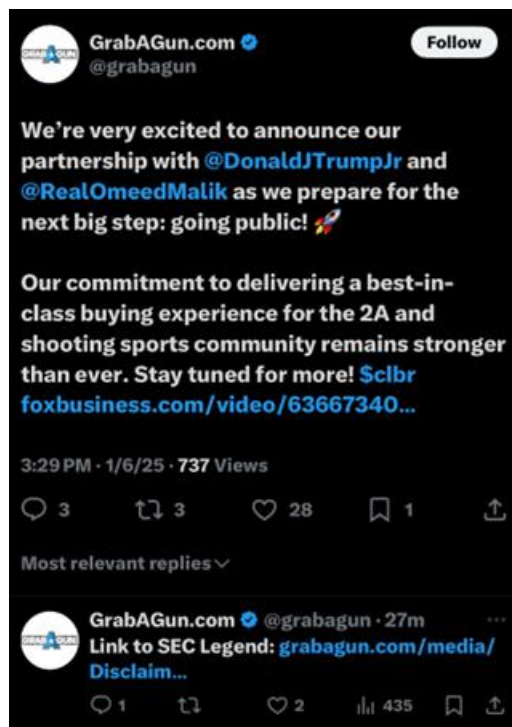 GrabAGun.com
Follow
@grabagun
We’re very excited to announce our
partnership with @DonaldJTrumpJr and
@RealOmeedMalik as we prepare for the
next big step: going public! 🚀
Our commitment to delivering a best-in-
class buying experience for the 2A and
shooting sports community remains stronger
than ever. Stay tuned for more! $clbr
foxbusiness.com/video/63667340…
3:29 PM · 1/6/25 · 737 Views
3 3 28 1
Most relevant replies
GrabAGun.com @grabagun · 27m
Link to SEC Legend: grabagun.com/media/
Disclaim…
1 2 435